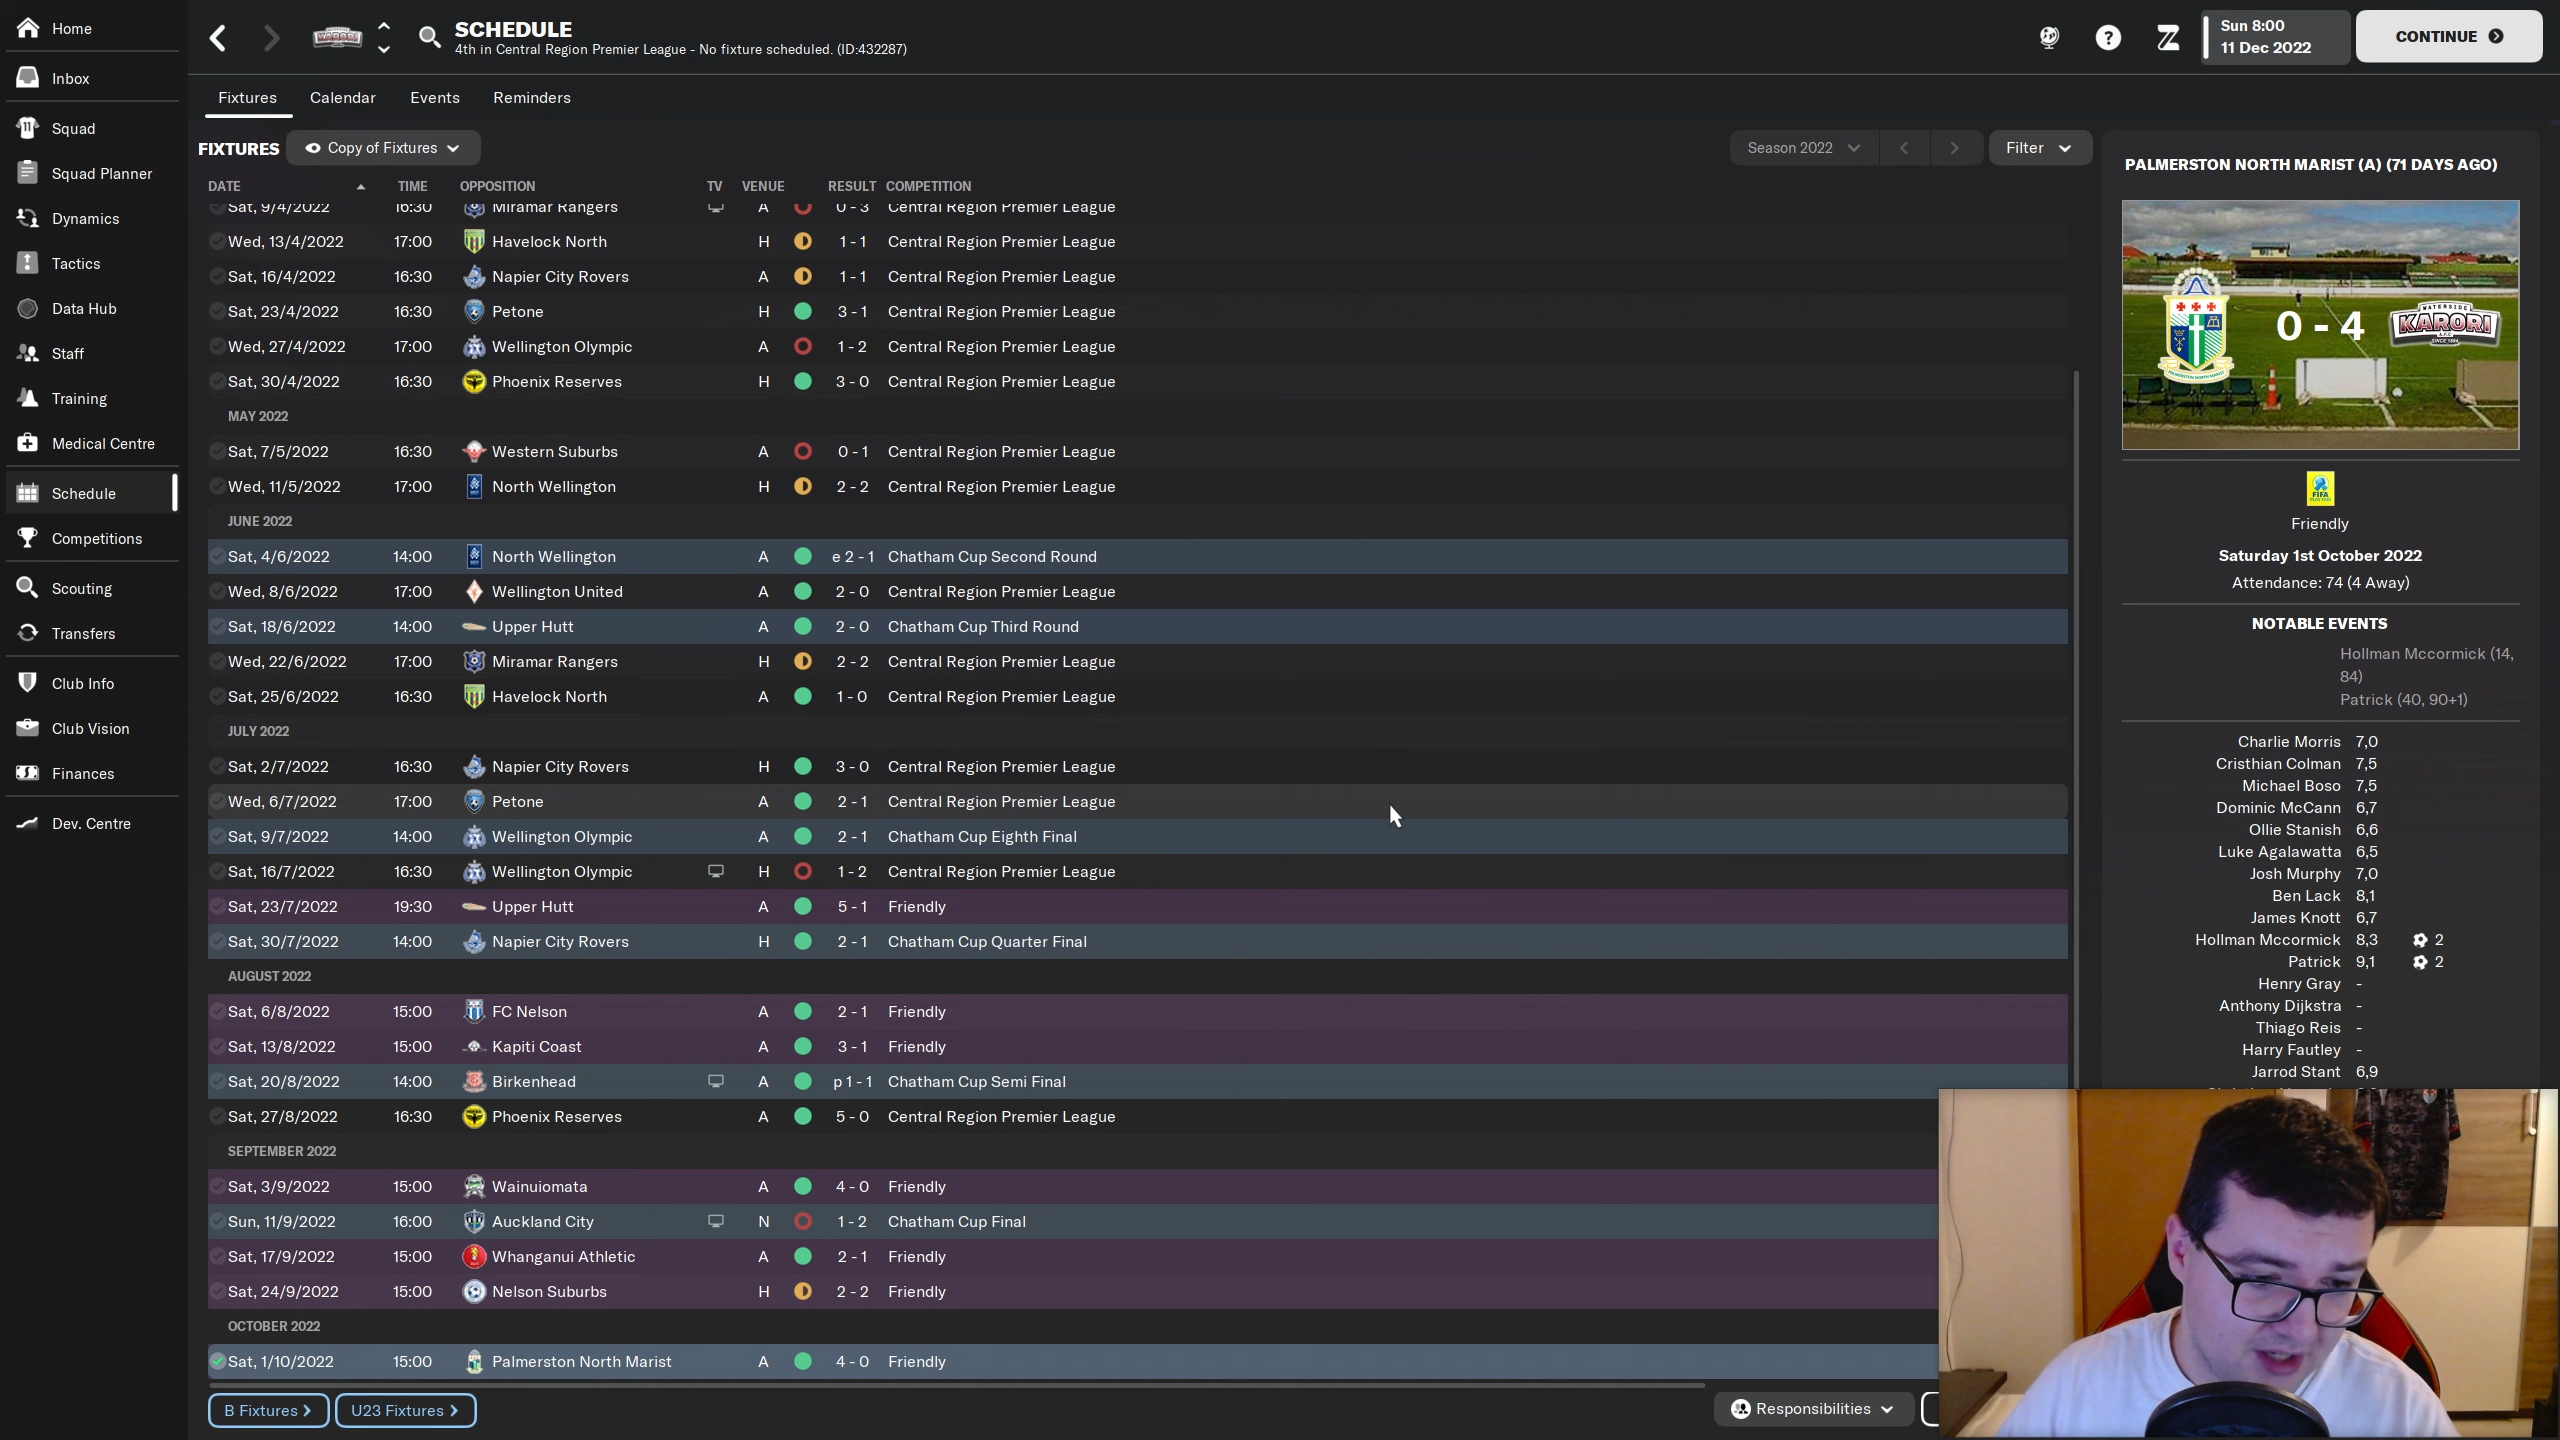 Home
Inbox
Squad
Squad Planner
Dynamics
Tactics
Data Hub
Staff
Training
Medical Centre
Schedule
Competitions
Scouting
Transfers
Club Info
Club Vision
Finances
Dev. Centre
SCHEDULE
4th in Central Region Premier League - No fixture scheduled. (ID:432287)
Sun 8:00
11 Dec 2022
CONTINUE
Fixtures Calendar Events Reminders
FIXTURES Copy of Fixtures Season 2022 Filter
DATE TIME OPPOSITION TV VENUE RESULT COMPETITION
Sat, 9/4/2022 16:30 Miramar Rangers A 0 - 3 Central Region Premier League
Wed, 13/4/2022 17:00 Havelock North H 1 - 1 Central Region Premier League
Sat, 16/4/2022 16:30 Napier City Rovers A 1 - 1 Central Region Premier League
Sat, 23/4/2022 16:30 Petone H 3 - 1 Central Region Premier League
Wed, 27/4/2022 17:00 Wellington Olympic A 1 - 2 Central Region Premier League
Sat, 30/4/2022 16:30 Phoenix Reserves H 3 - 0 Central Region Premier League
MAY 2022
Sat, 7/5/2022 16:30 Western Suburbs A 0 - 1 Central Region Premier League
Wed, 11/5/2022 17:00 North Wellington H 2 - 2 Central Region Premier League
JUNE 2022
Sat, 4/6/2022 14:00 North Wellington A e 2 - 1 Chatham Cup Second Round
Wed, 8/6/2022 17:00 Wellington United A 2 - 0 Central Region Premier League
Sat, 18/6/2022 14:00 Upper Hutt A 2 - 0 Chatham Cup Third Round
Wed, 22/6/2022 17:00 Miramar Rangers H 2 - 2 Central Region Premier League
Sat, 25/6/2022 16:30 Havelock North A 1 - 0 Central Region Premier League
JULY 2022
Sat, 2/7/2022 16:30 Napier City Rovers H 3 - 0 Central Region Premier League
Wed, 6/7/2022 17:00 Petone A 2 - 1 Central Region Premier League
Sat, 9/7/2022 14:00 Wellington Olympic A 2 - 1 Chatham Cup Eighth Final
Sat, 16/7/2022 16:30 Wellington Olympic H 1 - 2 Central Region Premier League
Sat, 23/7/2022 19:30 Upper Hutt A 5 - 1 Friendly
Sat, 30/7/2022 14:00 Napier City Rovers H 2 - 1 Chatham Cup Quarter Final
AUGUST 2022
Sat, 6/8/2022 15:00 FC Nelson A 2 - 1 Friendly
Sat, 13/8/2022 15:00 Kapiti Coast A 3 - 1 Friendly
Sat, 20/8/2022 14:00 Birkenhead A p 1 - 1 Chatham Cup Semi Final
Sat, 27/8/2022 16:30 Phoenix Reserves A 5 - 0 Central Region Premier League
SEPTEMBER 2022
Sat, 3/9/2022 15:00 Wainuiomata A 4 - 0 Friendly
Sun, 11/9/2022 16:00 Auckland City N 1 - 2 Chatham Cup Final
Sat, 17/9/2022 15:00 Whanganui Athletic A 2 - 1 Friendly
Sat, 24/9/2022 15:00 Nelson Suburbs H 2 - 2 Friendly
OCTOBER 2022
Sat, 1/10/2022 15:00 Palmerston North Marist A 4 - 0 Friendly
B Fixtures U23 Fixtures Responsibilities
PALMERSTON NORTH MARIST (A) (71 DAYS AGO)
0 - 4
WATERSIDE
KARORI
FIFA
Friendly
Saturday 1st October 2022
Attendance: 74 (4 Away)
NOTABLE EVENTS
Hollman Mccormick (14,
84)
Patrick (40, 90+1)
Charlie Morris 7,0
Cristhian Colman 7,5
Michael Boso 7,5
Dominic McCann 6,7
Ollie Stanish 6,6
Luke Agalawatta 6,5
Josh Murphy 7,0
Ben Lack 8,1
James Knott 6,7
Hollman Mccormick 8,3 2
Patrick 9,1 2
Henry Gray -
Anthony Dijkstra -
Thiago Reis -
Harry Fautley -
Jarrod Stant 6,9